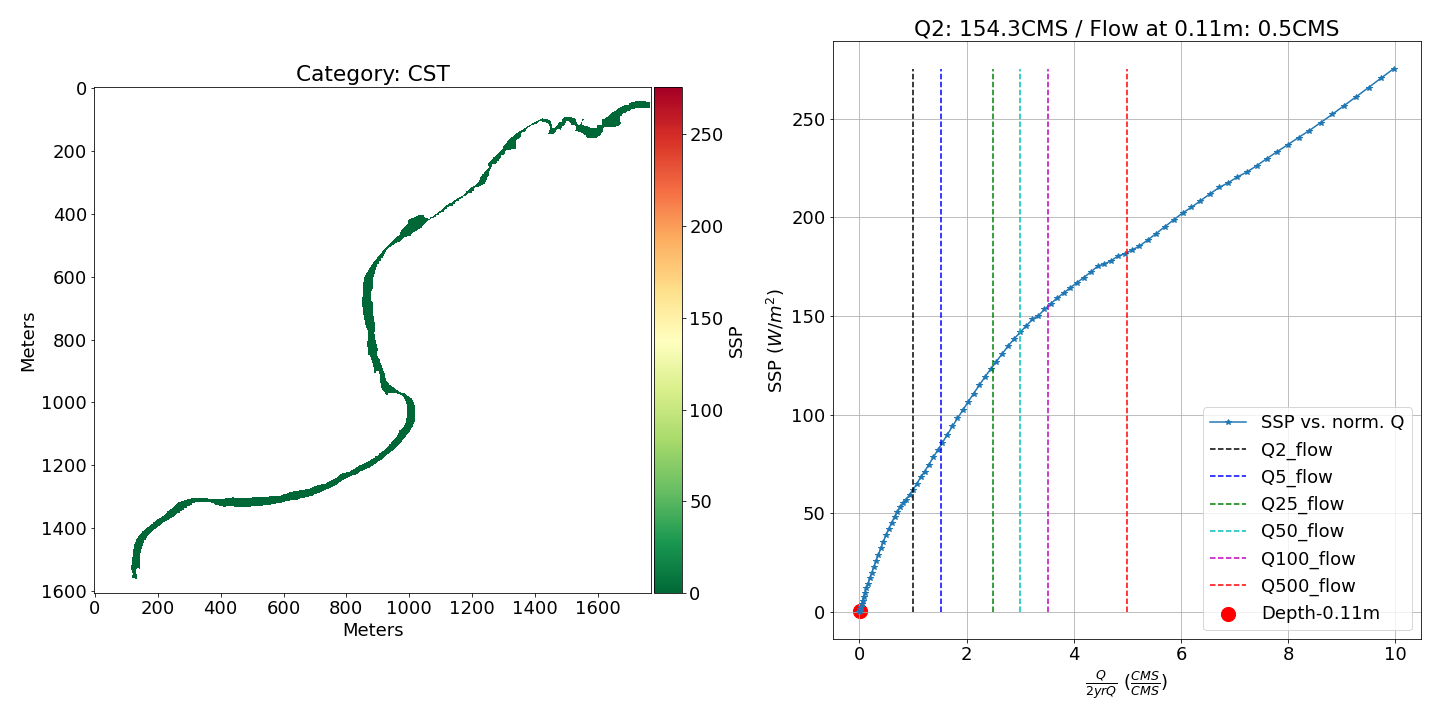 Category: CST
0
200
400
600
800
1000
1200
1400
1600
Meters
0 200 400 600 800 1000 1200 1400 1600
Meters
250
200
150
100
50
0
SSP
Q2: 154.3CMS / Flow at 0.11m: 0.5CMS
250
200
150
100
50
0
SSP (W/m²)
0 2 4 6 8 10
Q/2yrQ (CMS/CMS)
SSP vs. norm. Q
Q2_flow
Q5_flow
Q25_flow
Q50_flow
Q100_flow
Q500_flow
Depth-0.11m